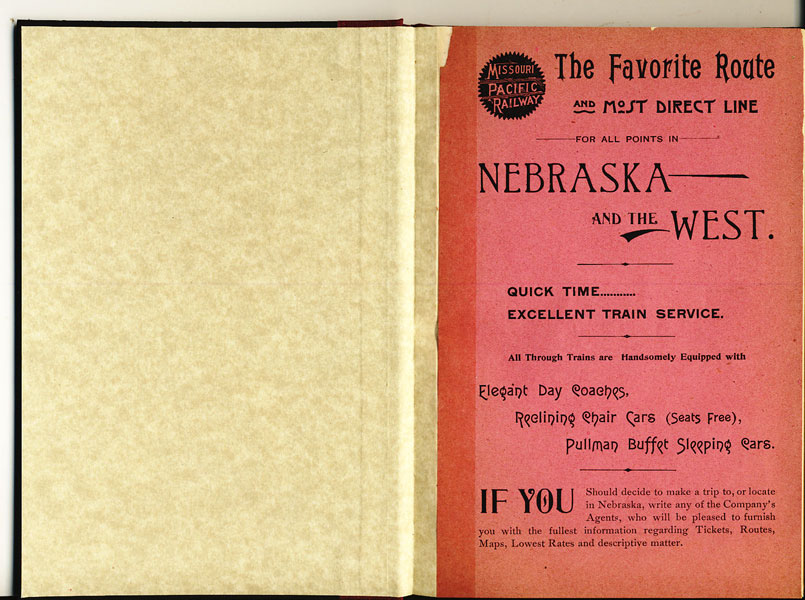 MISSOURI
PACIFIC
RAILWAY
The Favorite Route
AND MOST DIRECT LINE
FOR ALL POINTS IN
NEBRASKA
AND THE WEST.
QUICK TIME...........
EXCELLENT TRAIN SERVICE.
All Through Trains are Handsomely Equipped with
Elegant Day Coaches,
Reclining Chair Cars (Seats Free),
Pullman Buffet Sleeping Cars.
IF YOU Should decide to make a trip to, or locate
in Nebraska, write any of the Company's
Agents, who will be pleased to furnish
you with the fullest information regarding Tickets, Routes,
Maps, Lowest Rates and descriptive matter.